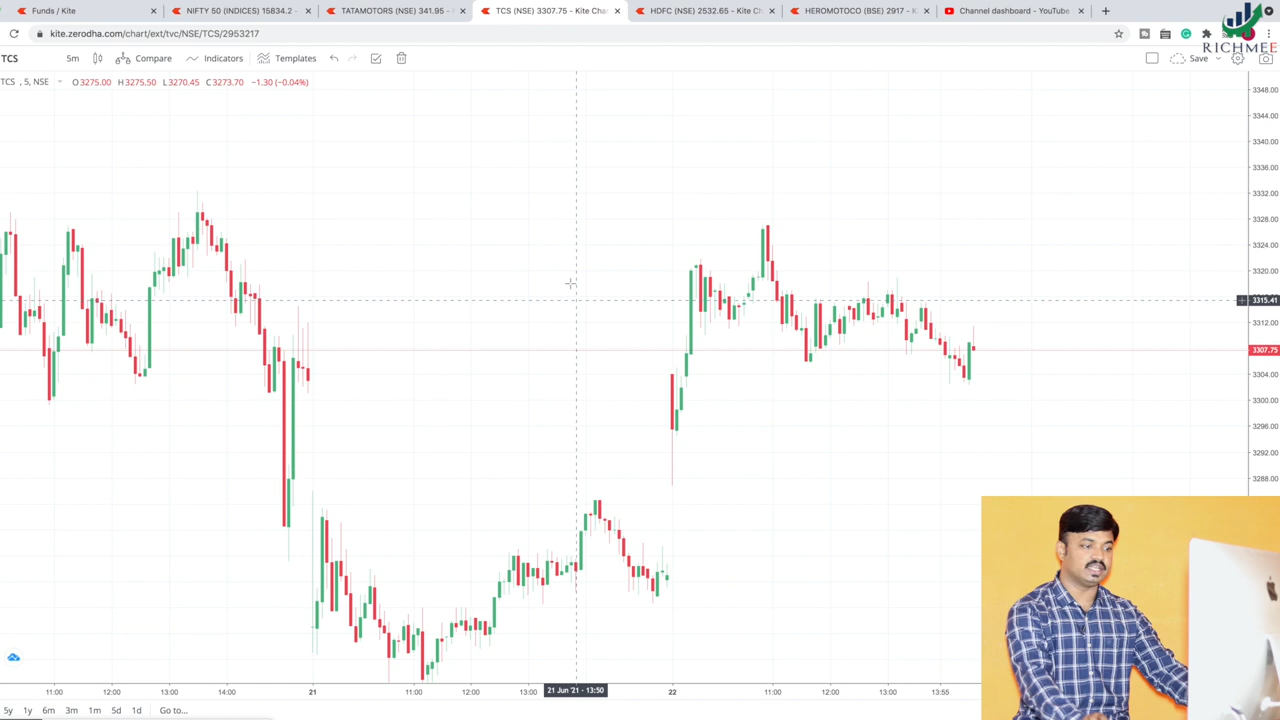 Funds / Kite
NIFTY 50 (INDICES) 15834.2 -
TATAMOTORS (NSE) 341.95 - K
TCS (NSE) 3307.75 - Kite Cha
HDFC (NSE) 2532.65 - Kite Ch
HEROMOTOCO (BSE) 2917 - K
Channel dashboard - YouTube
kite.zerodha.com/chart/ext/tvc/NSE/TCS/2953217
RICHMEE
TCS
5m
Compare
Indicators
Templates
Save
TCS , 5, NSE
O3275.00 H3275.50 L3270.45 C3273.70 −1.30 (−0.04%)
3348.00
3344.00
3340.00
3336.00
3332.00
3328.00
3324.00
3320.00
3315.41
3312.00
3307.75
3304.00
3300.00
3296.00
3292.00
3288.00
11:00
12:00
13:00
14:00
21
11:00
12:00
13:00
21 Jun '21 - 13:50
22
11:00
12:00
13:00
13:55
5y
1y
6m
3m
1m
5d
1d
Go to...